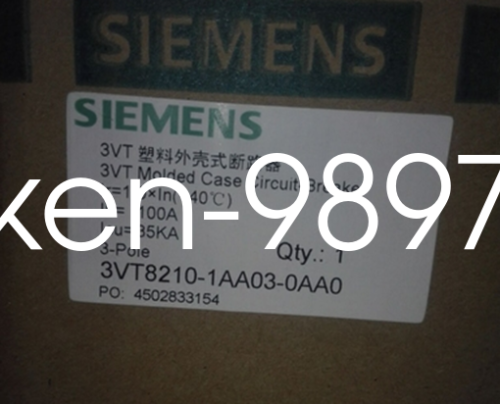 SIEMENS
SIEMENS
3VT 塑料外壳式断路器
3VT Molded Case Circuit Breaker
100A
35KA
3-Pole
Qty.: 1
3VT8210-1AA03-0AA0
PO: 4502833154
ken-9897